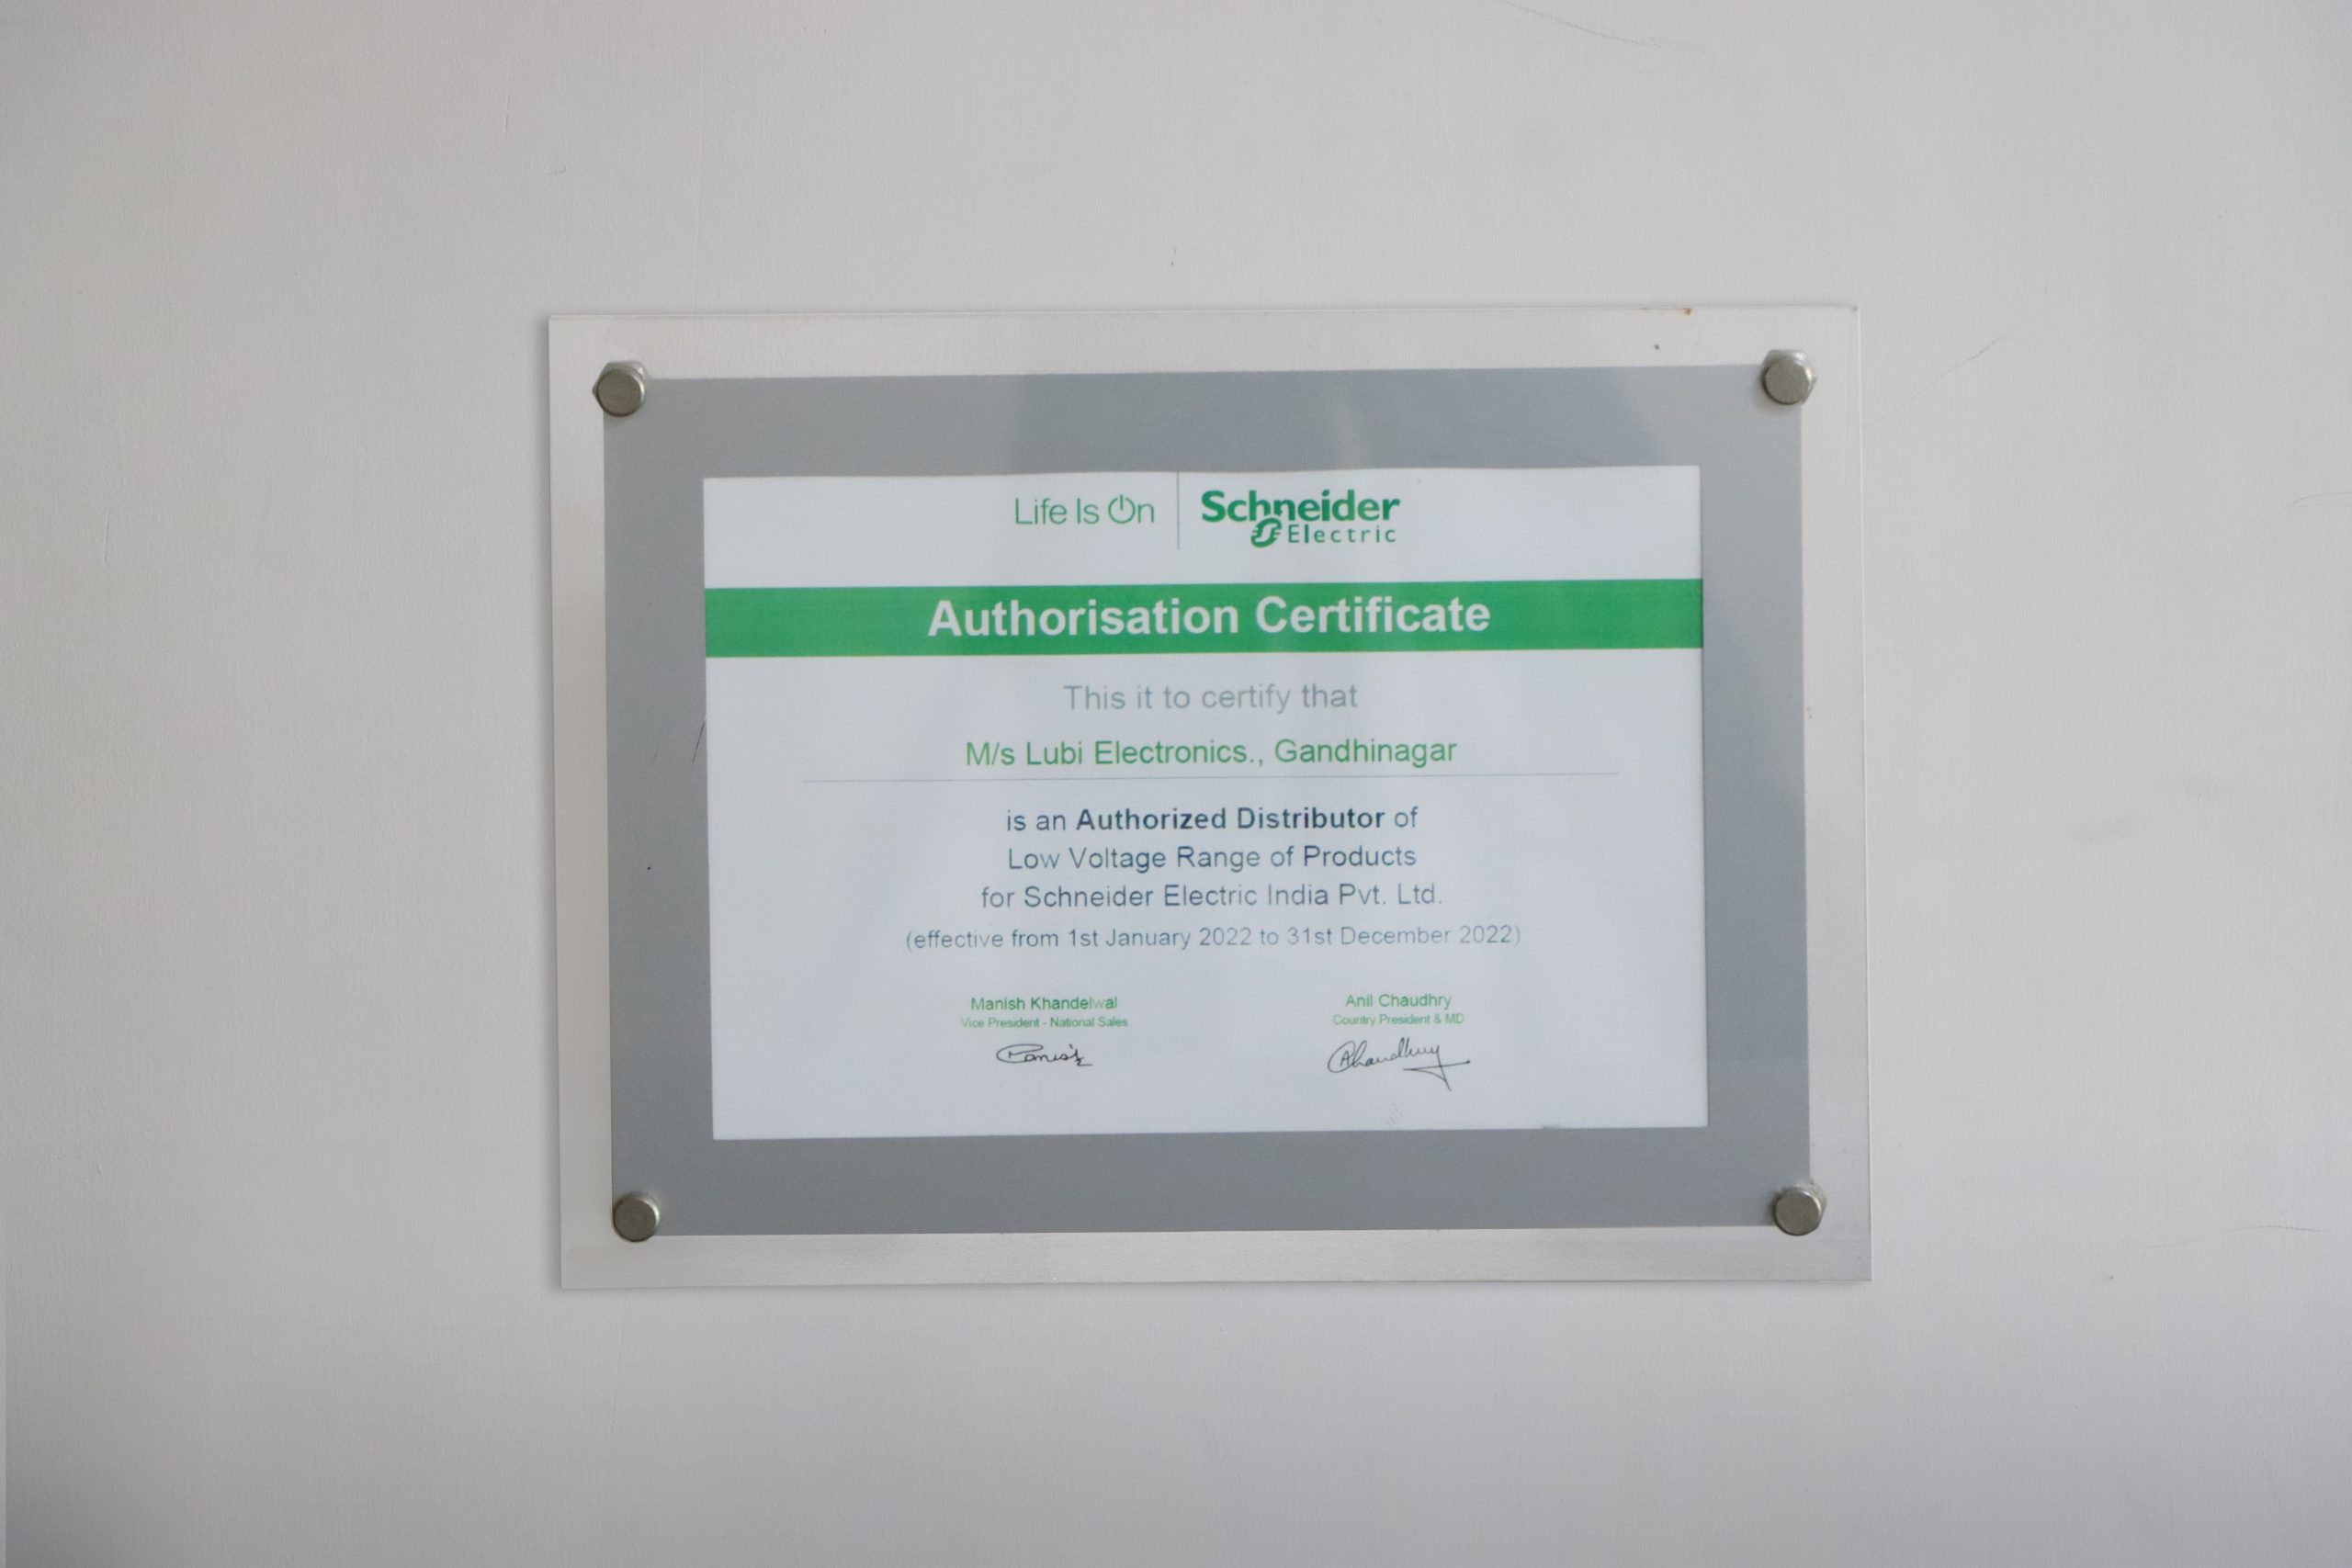 Life Is On
Schneider
Electric
Authorisation Certificate
This it to certify that
M/s Lubi Electronics., Gandhinagar
is an Authorized Distributor of
Low Voltage Range of Products
for Schneider Electric India Pvt. Ltd.
(effective from 1st January 2022 to 31st December 2022)
Manish Khandelwal
Vice President - National Sales
Anil Chaudhry
Country President & MD
AChaudhry